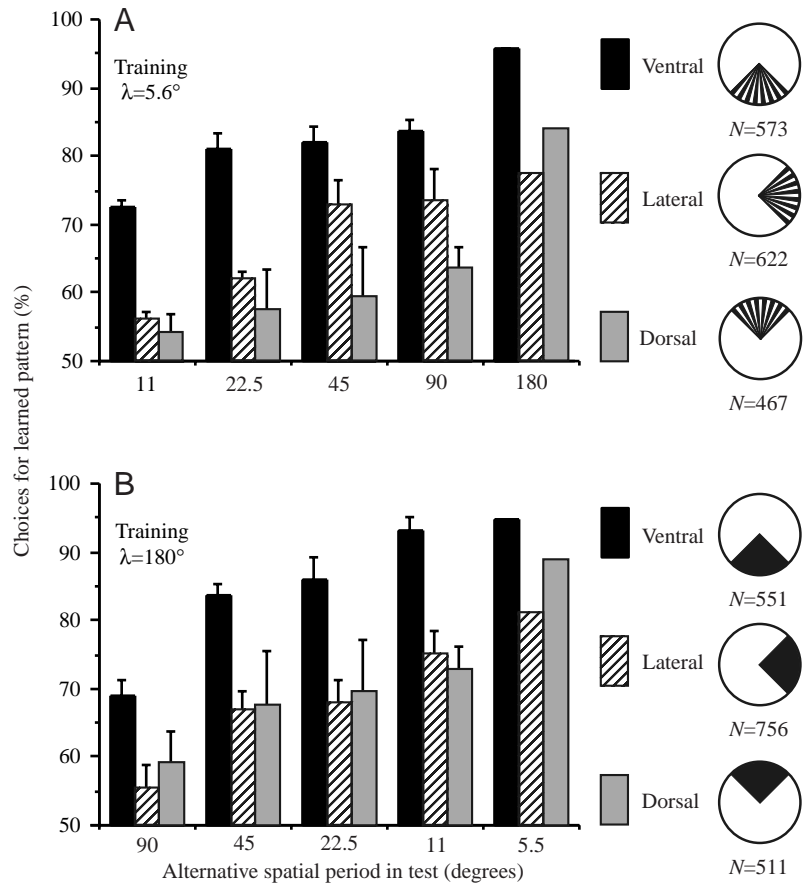 A
Training
λ=5.6°
100
90
80
70
60
50
11 22.5 45 90 180
Ventral
N=573
Lateral
N=622
Dorsal
N=467
Choices for learned pattern (%)
B
Training
λ=180°
100
90
80
70
60
50
90 45 22.5 11 5.5
Alternative spatial period in test (degrees)
Ventral
N=551
Lateral
N=756
Dorsal
N=511